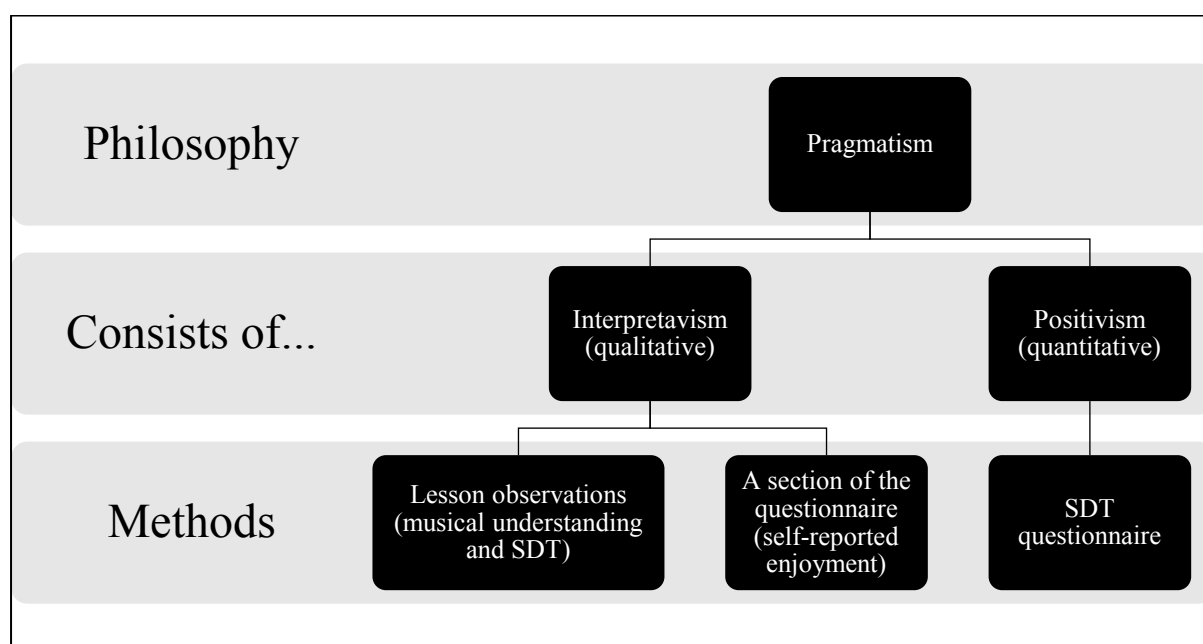 Philosophy
Pragmatism
Consists of...
Interpretavism
(qualitative)
Positivism
(quantitative)
Methods
Lesson observations
(musical understanding
and SDT)
A section of the
questionnaire
(self-reported
enjoyment)
SDT
questionnaire